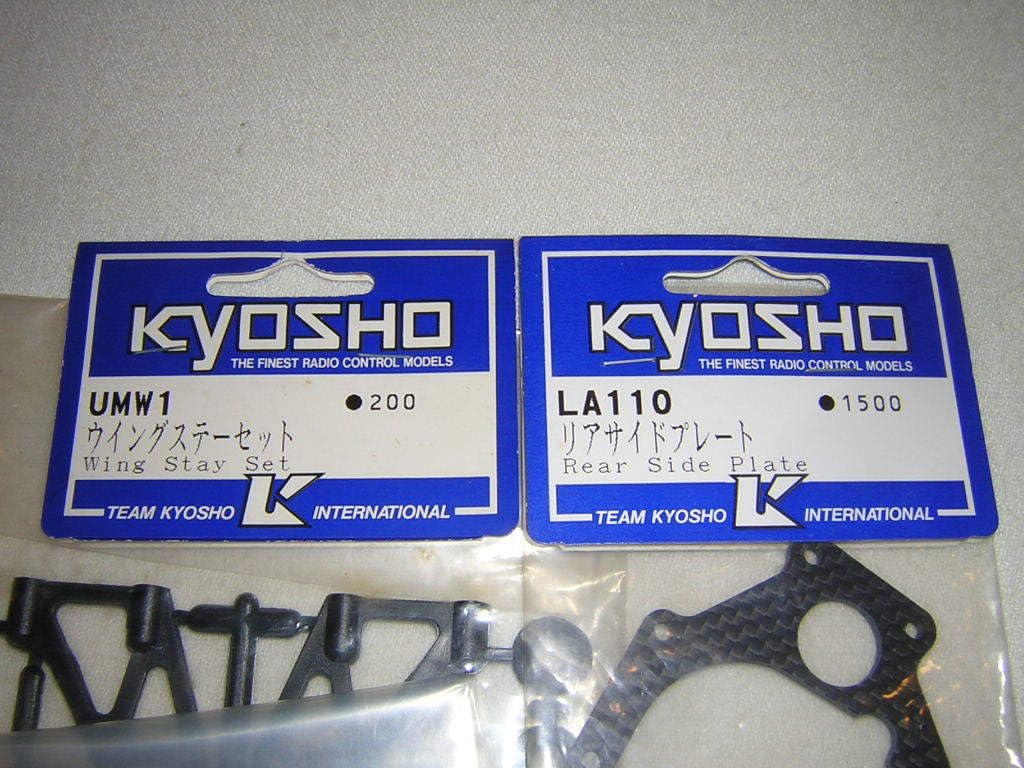 KYOSHO
THE FINEST RADIO CONTROL MODELS
UMW1 ●200
ウイングステーセット
Wing Stay Set
TEAM KYOSHO K INTERNATIONAL
KYOSHO
THE FINEST RADIO CONTROL MODELS
LA110 ●1500
リアサイドプレート
Rear Side Plate
TEAM KYOSHO K INTERNATIONAL